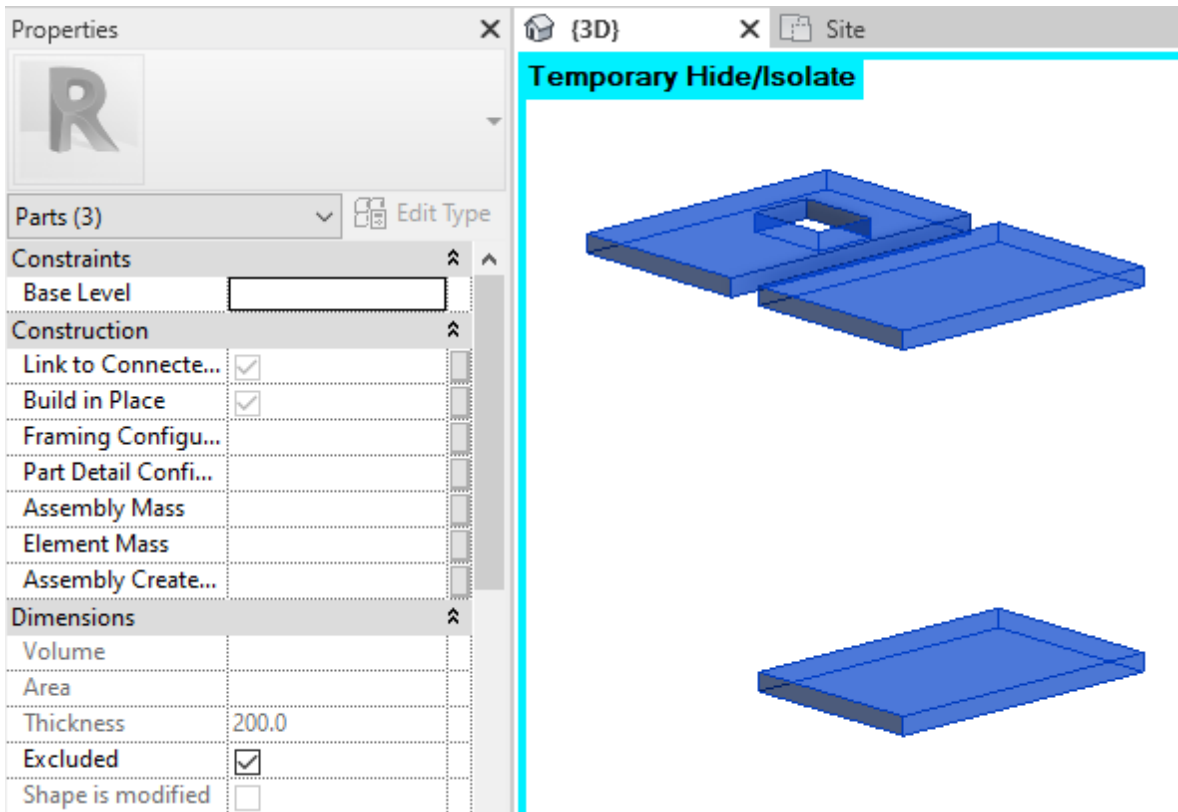 Properties
{3D}
Site
Temporary Hide/Isolate
R
Parts (3)
Edit Type
Constraints
Base Level
Construction
Link to Connecte...
Build in Place
Framing Configu...
Part Detail Confi...
Assembly Mass
Element Mass
Assembly Create...
Dimensions
Volume
Area
Thickness 200.0
Excluded
Shape is modified